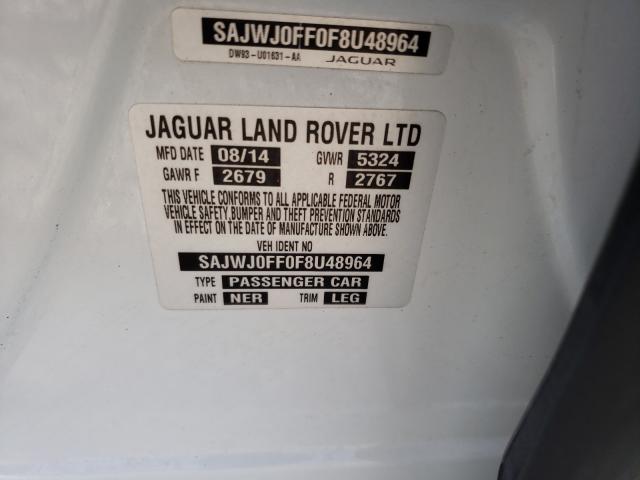 SAJWJ0FF0F8U48964
DW93-U01631-AA JAGUAR
JAGUAR LAND ROVER LTD
MFD DATE 08/14 GVWR 5324
GAWR F 2679 R 2767
THIS VEHICLE CONFORMS TO ALL APPLICABLE FEDERAL MOTOR
VEHICLE SAFETY,BUMPER AND THEFT PREVENTION STANDARDS
IN EFFECT ON THE DATE OF MANUFACTURE SHOWN ABOVE.
VEH IDENT NO
SAJWJ0FF0F8U48964
TYPE PASSENGER CAR
PAINT NER TRIM LEG